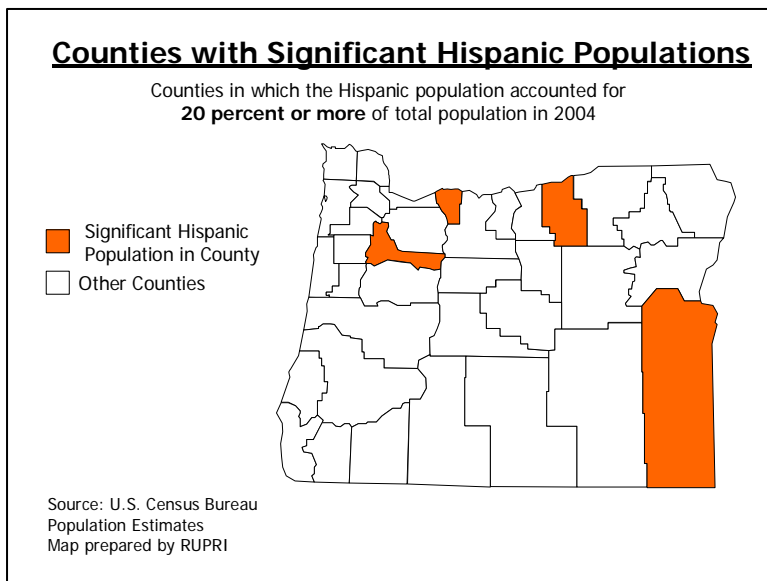 Counties with Significant Hispanic Populations
Counties in which the Hispanic population accounted for
20 percent or more of total population in 2004
Significant Hispanic
Population in County
Other Counties
Source: U.S. Census Bureau
Population Estimates
Map prepared by RUPRI